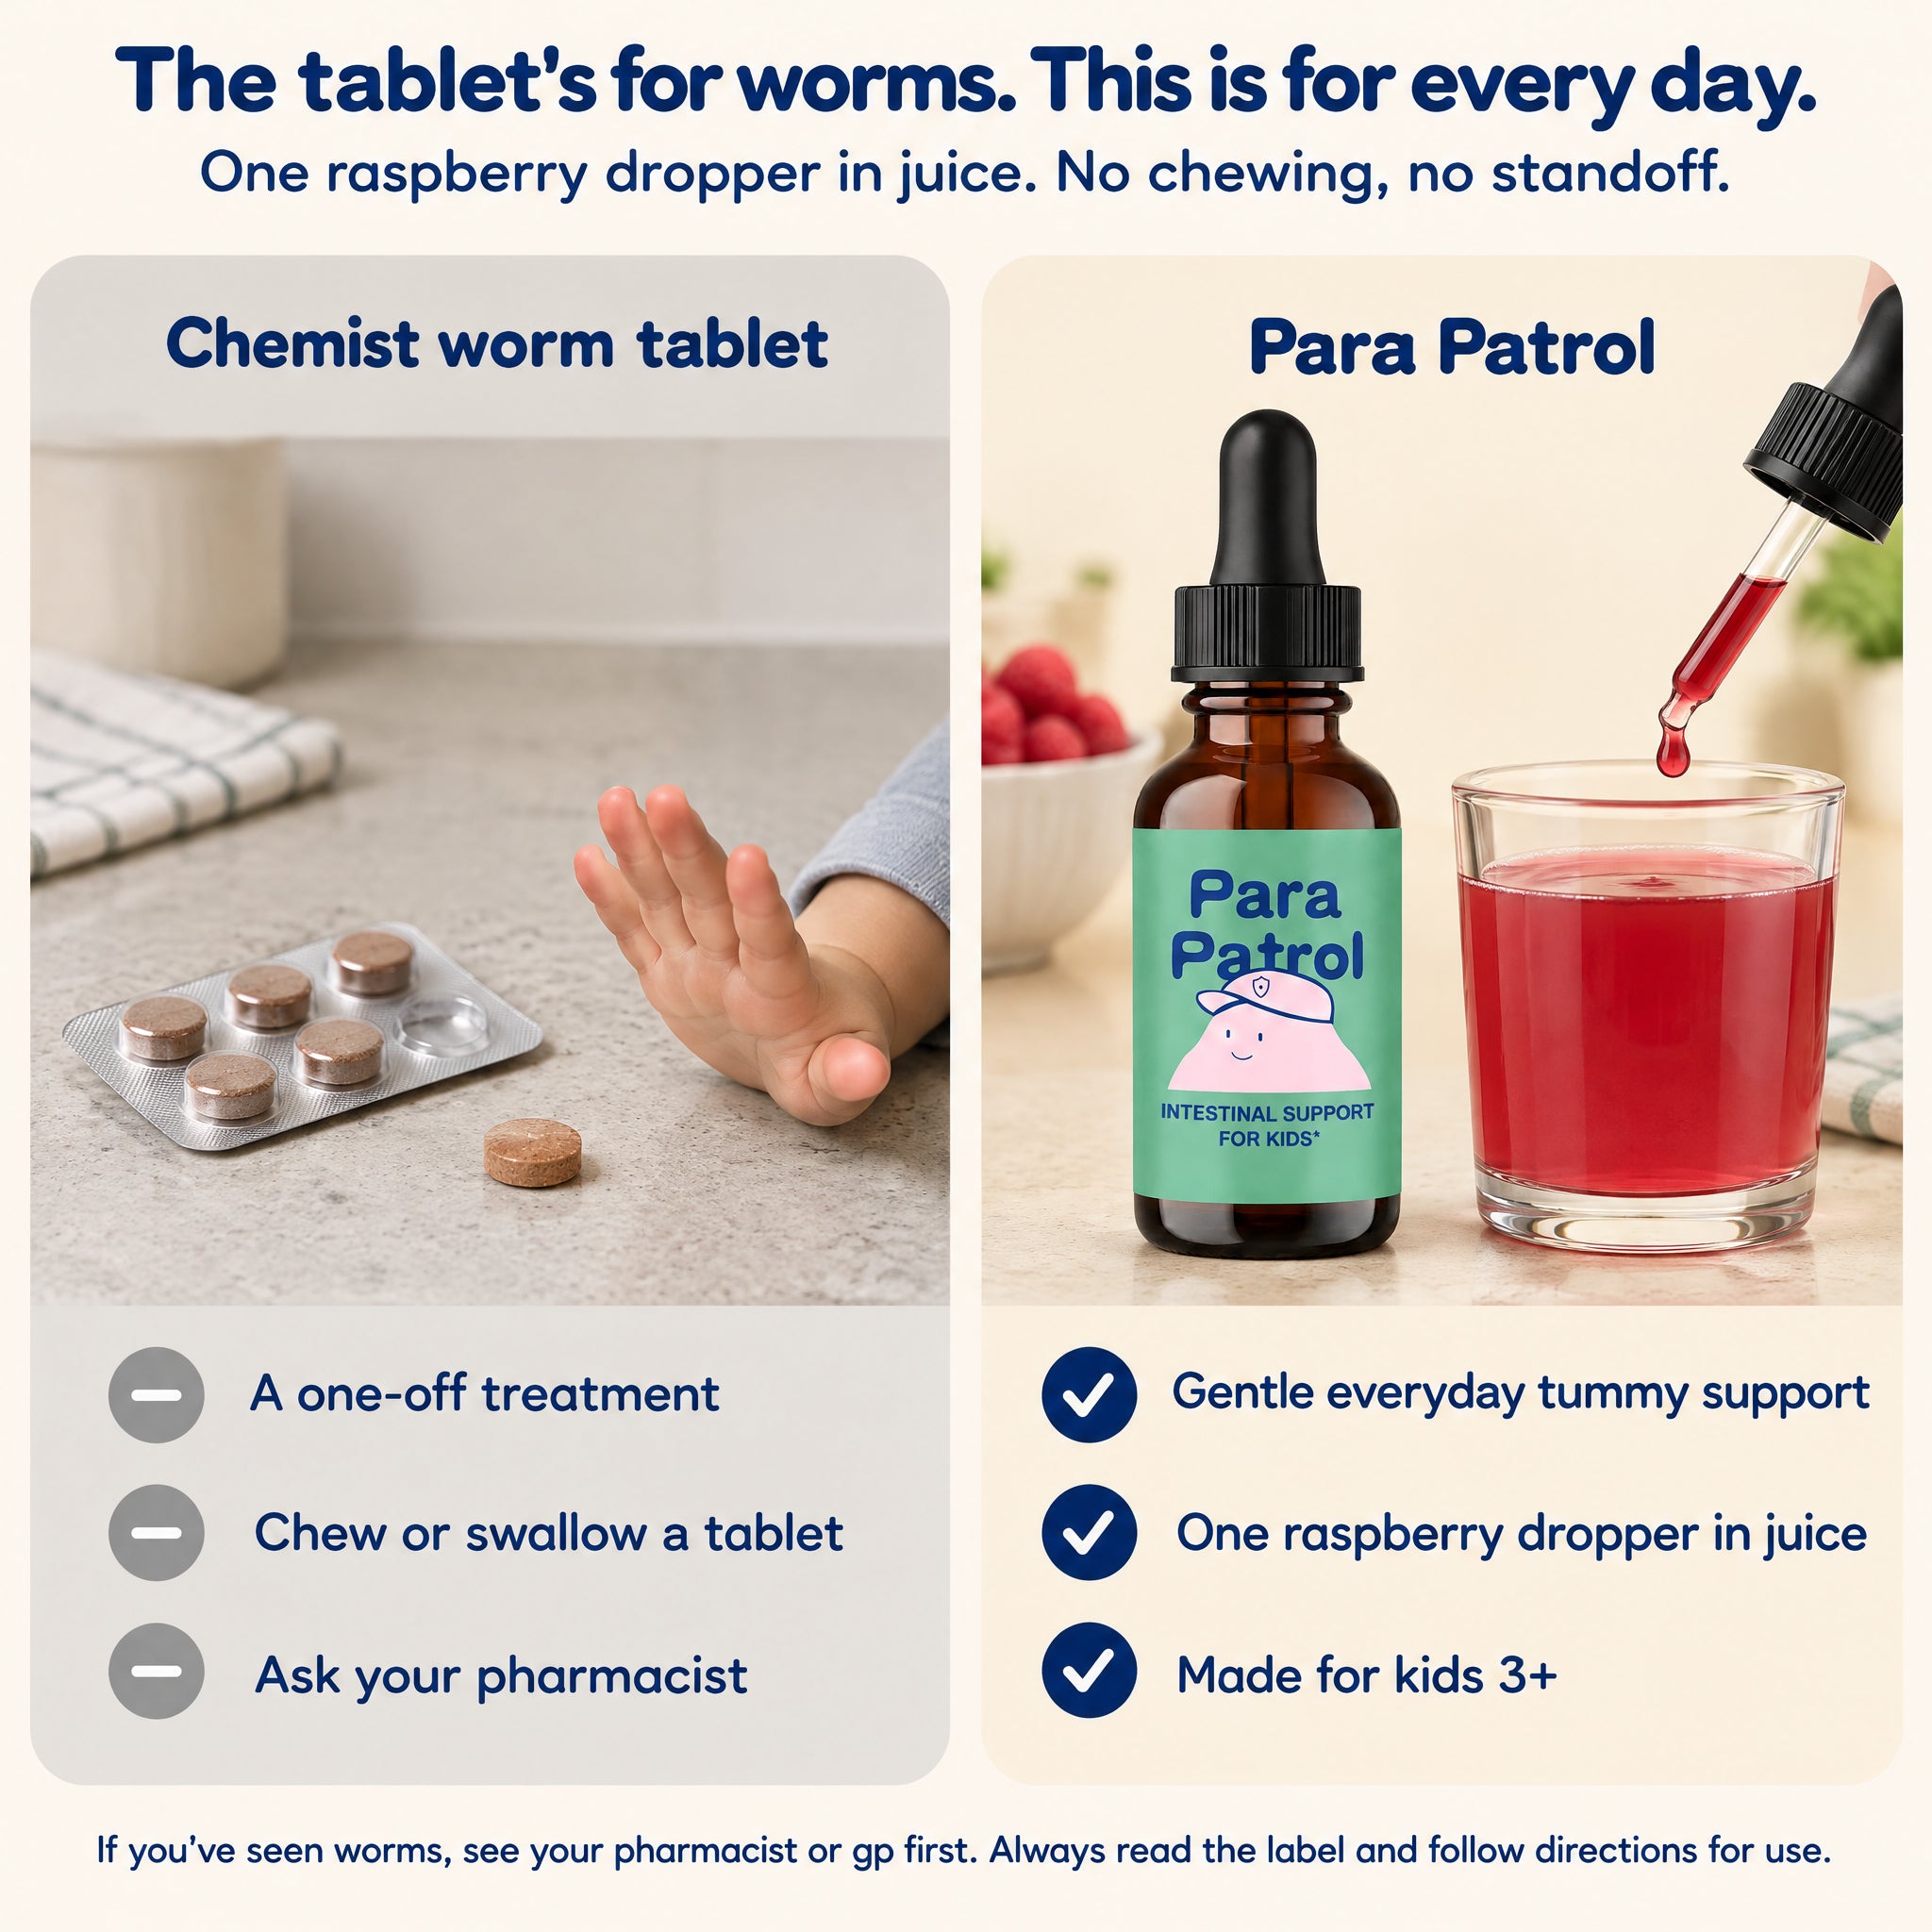 The tablet's for worms. This is for every day.
One raspberry dropper in juice. No chewing, no standoff.
Chemist worm tablet
A one-off treatment
Chew or swallow a tablet
Ask your pharmacist
Para Patrol
Para
Patrol
INTESTINAL SUPPORT
FOR KIDS*
Gentle everyday tummy support
One raspberry dropper in juice
Made for kids 3+
If you've seen worms, see your pharmacist or gp first. Always read the label and follow directions for use.